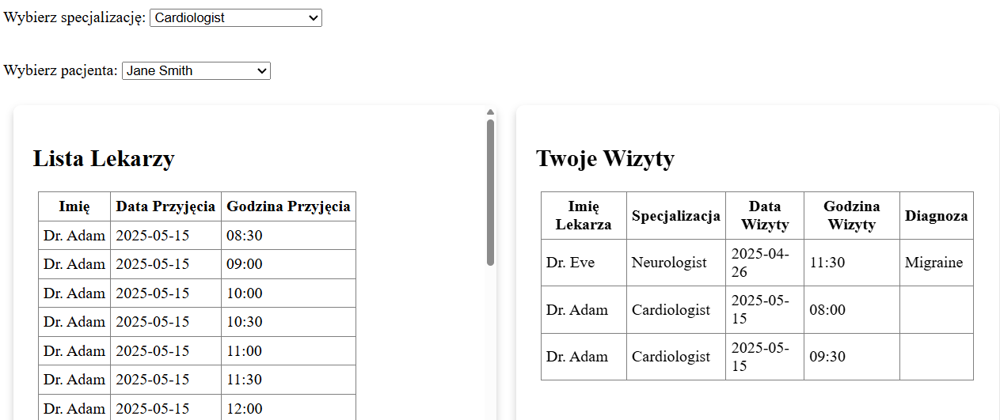 Wybierz specjalizację: Cardiologist
Wybierz pacjenta: Jane Smith
Lista Lekarzy
Imię Data Przyjęcia Godzina Przyjęcia
Dr. Adam 2025-05-15 08:30
Dr. Adam 2025-05-15 09:00
Dr. Adam 2025-05-15 10:00
Dr. Adam 2025-05-15 10:30
Dr. Adam 2025-05-15 11:00
Dr. Adam 2025-05-15 11:30
Dr. Adam 2025-05-15 12:00
Twoje Wizyty
Imię Lekarza Specjalizacja Data Wizyty Godzina Wizyty Diagnoza
Dr. Eve Neurologist 2025-04-26 11:30 Migraine
Dr. Adam Cardiologist 2025-05-15 08:00
Dr. Adam Cardiologist 2025-05-15 09:30